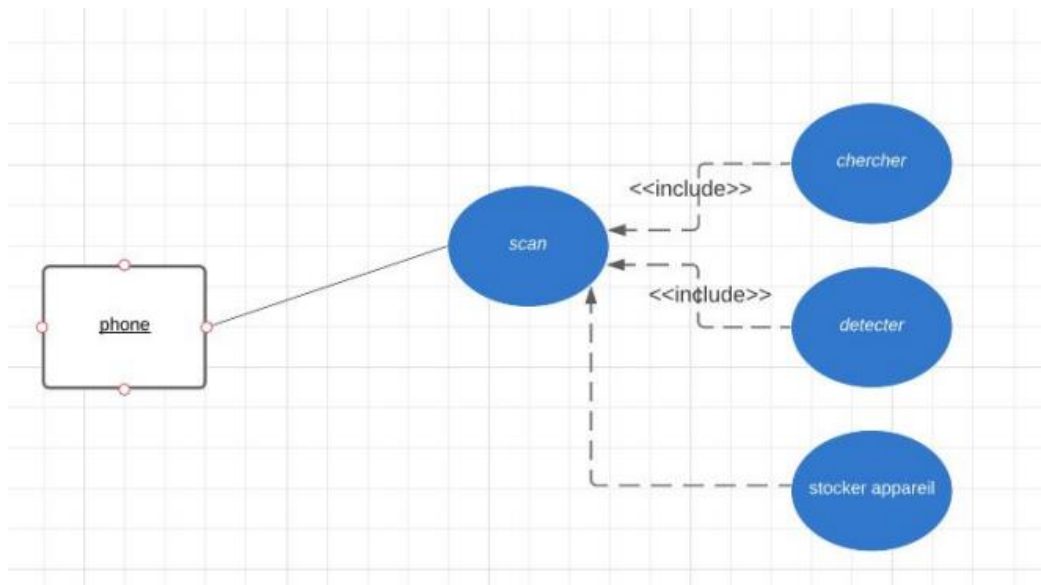 chercher
<<include>>
scan
<<include>>
phone
detecter
stocker appareil